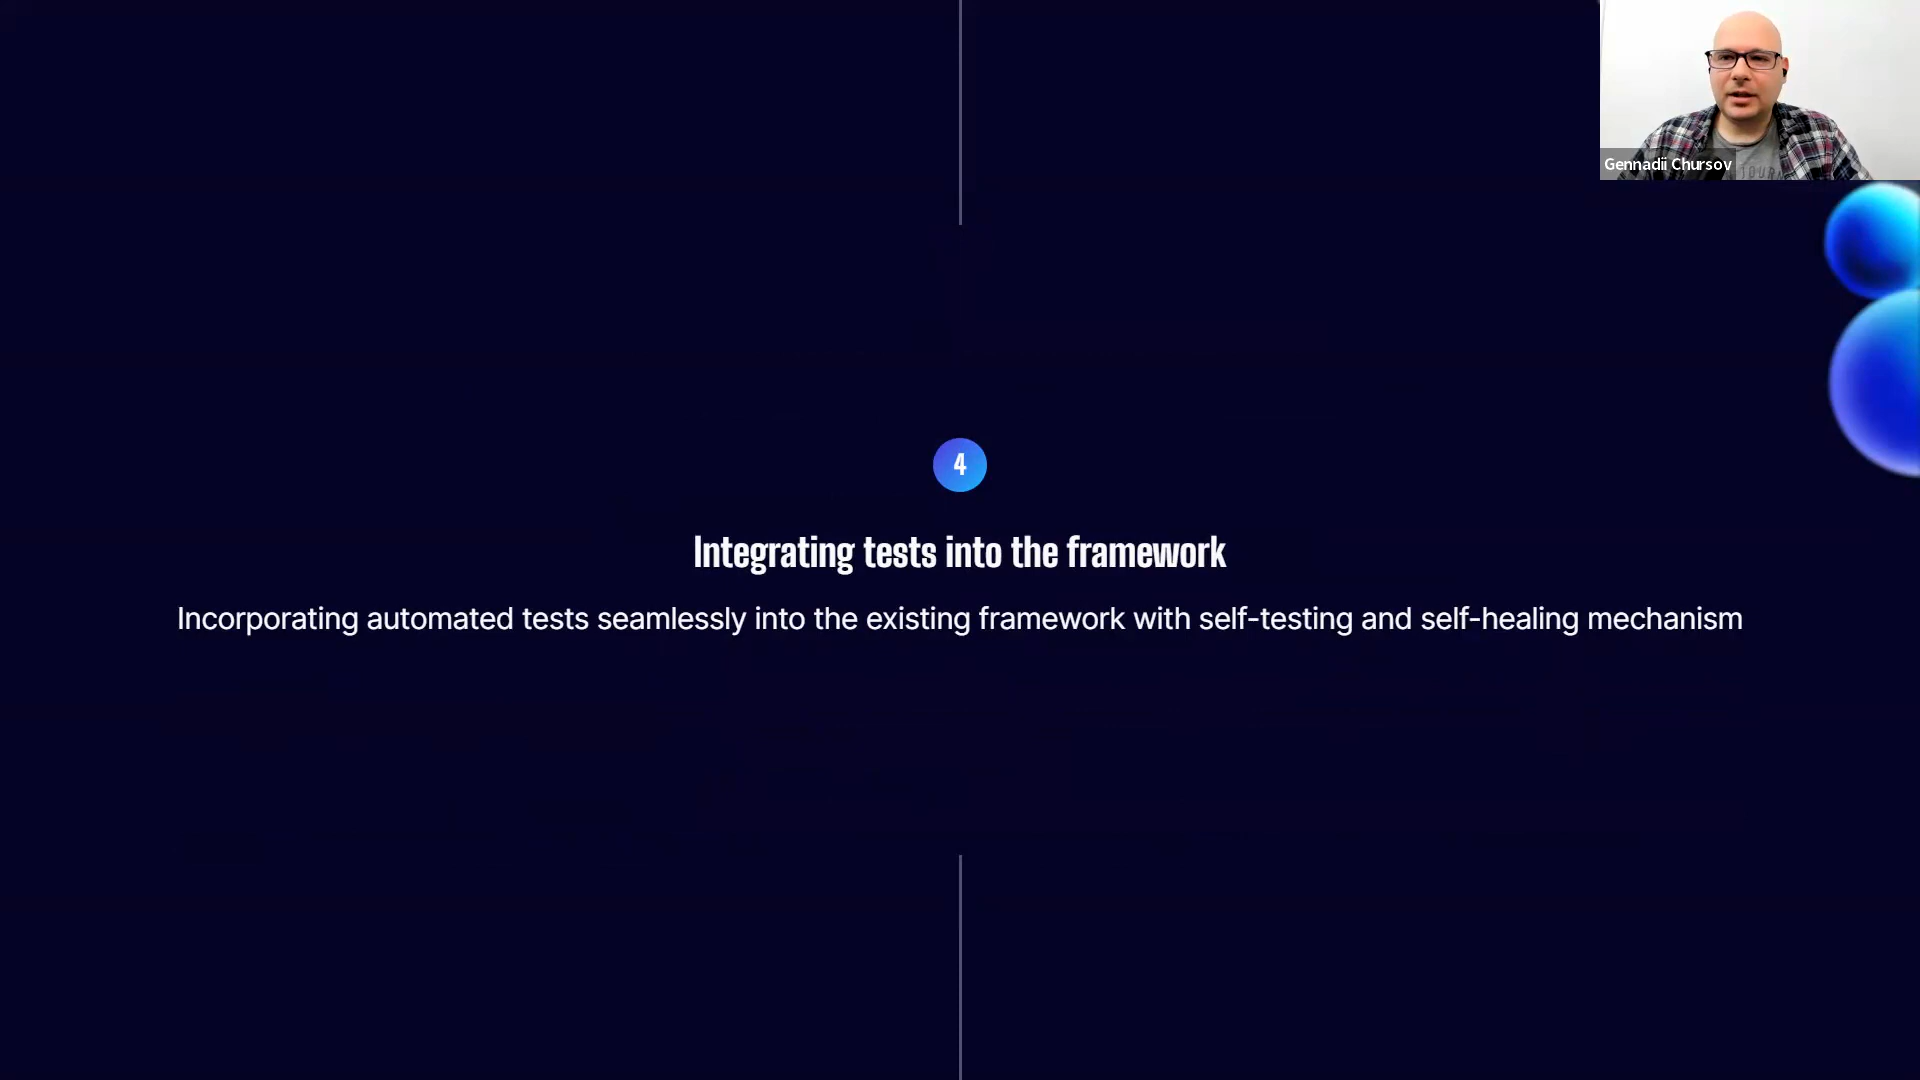 Gennadii Chursov
4
Integrating tests into the framework
Incorporating automated tests seamlessly into the existing framework with self-testing and self-healing mechanism